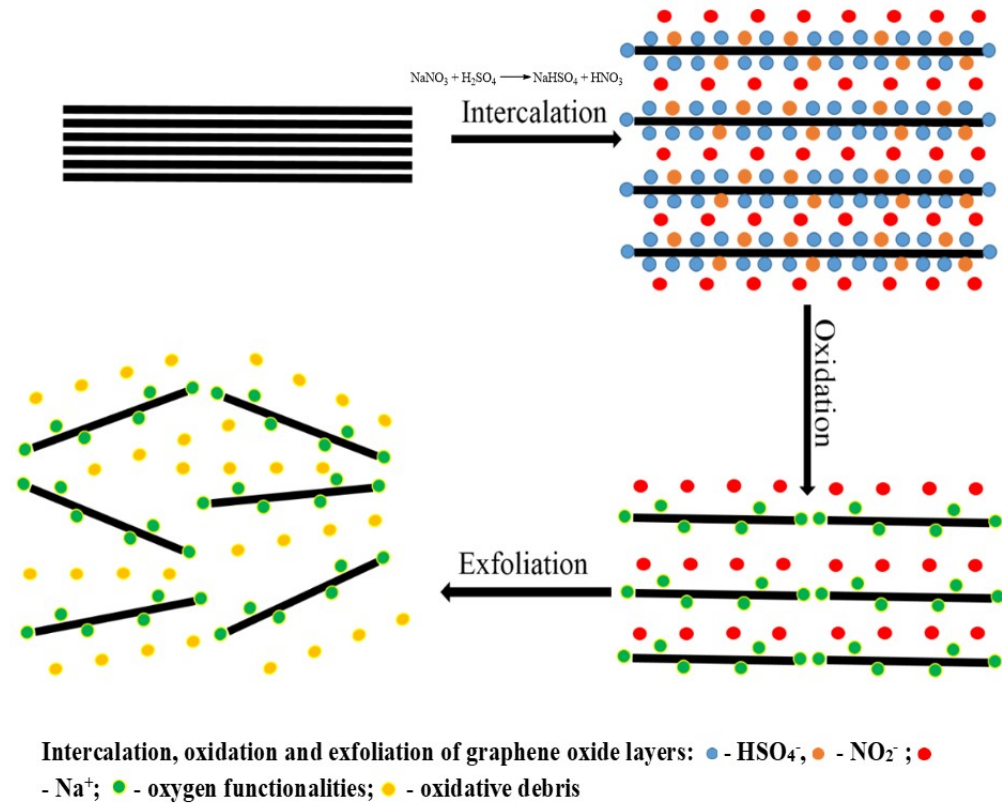 NaNO₃ + H₂SO₄ ⟶ NaHSO₄ + HNO₃
Intercalation
Oxidation
Exfoliation
Intercalation, oxidation and exfoliation of graphene oxide layers: - HSO₄⁻, - NO₂⁻ ;
- Na⁺; - oxygen functionalities; - oxidative debris